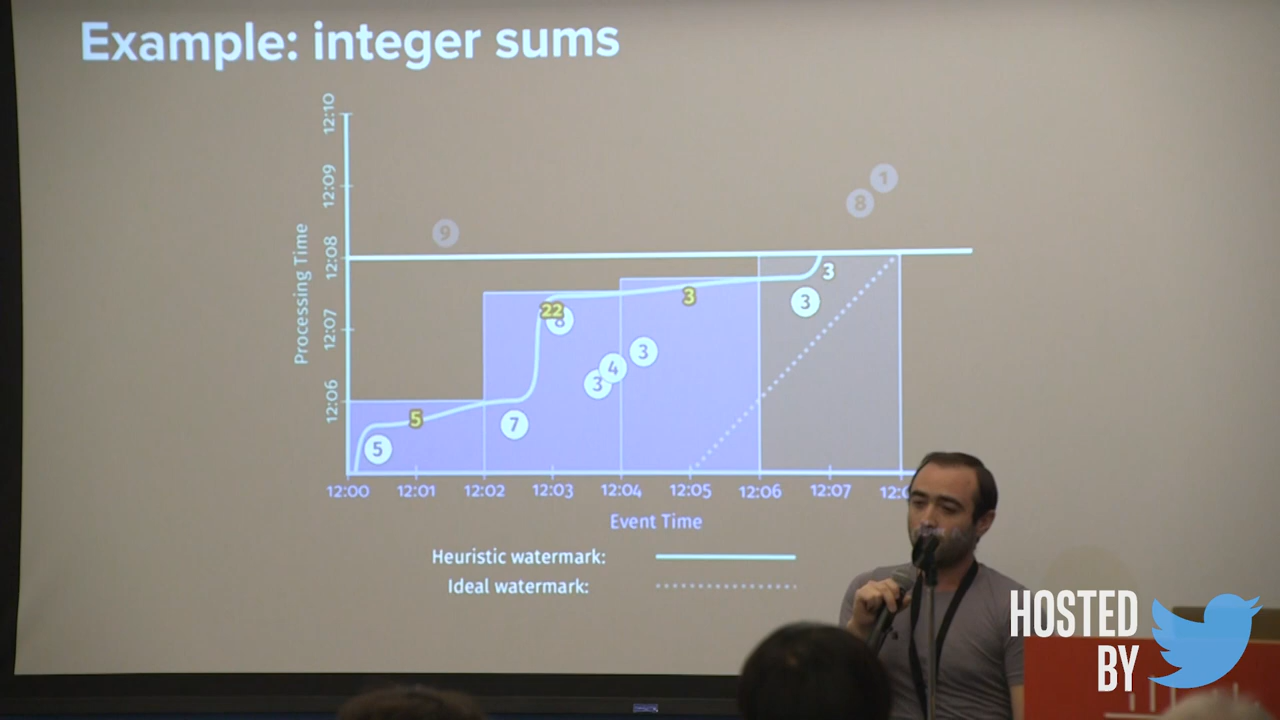 Example: integer sums
12:10
12:09
12:08
12:07
12:06
Processing Time
9
1
8
3
3
22
8
3
3
4
3
5
7
5
12:00 12:01 12:02 12:03 12:04 12:05 12:06 12:07
Event Time
Heuristic watermark:
Ideal watermark:
HOSTED
BY